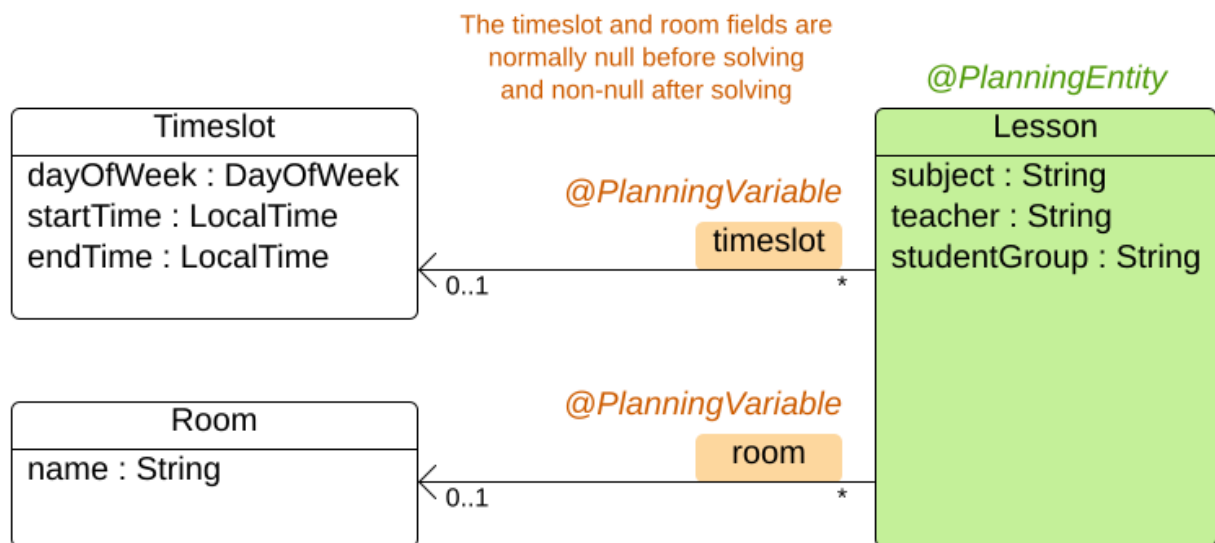 The timeslot and room fields are
normally null before solving
and non-null after solving
@PlanningEntity
Timeslot
dayOfWeek : DayOfWeek
startTime : LocalTime
endTime : LocalTime
@PlanningVariable
timeslot
0..1
*
Lesson
subject : String
teacher : String
studentGroup : String
Room
name : String
@PlanningVariable
room
0..1
*